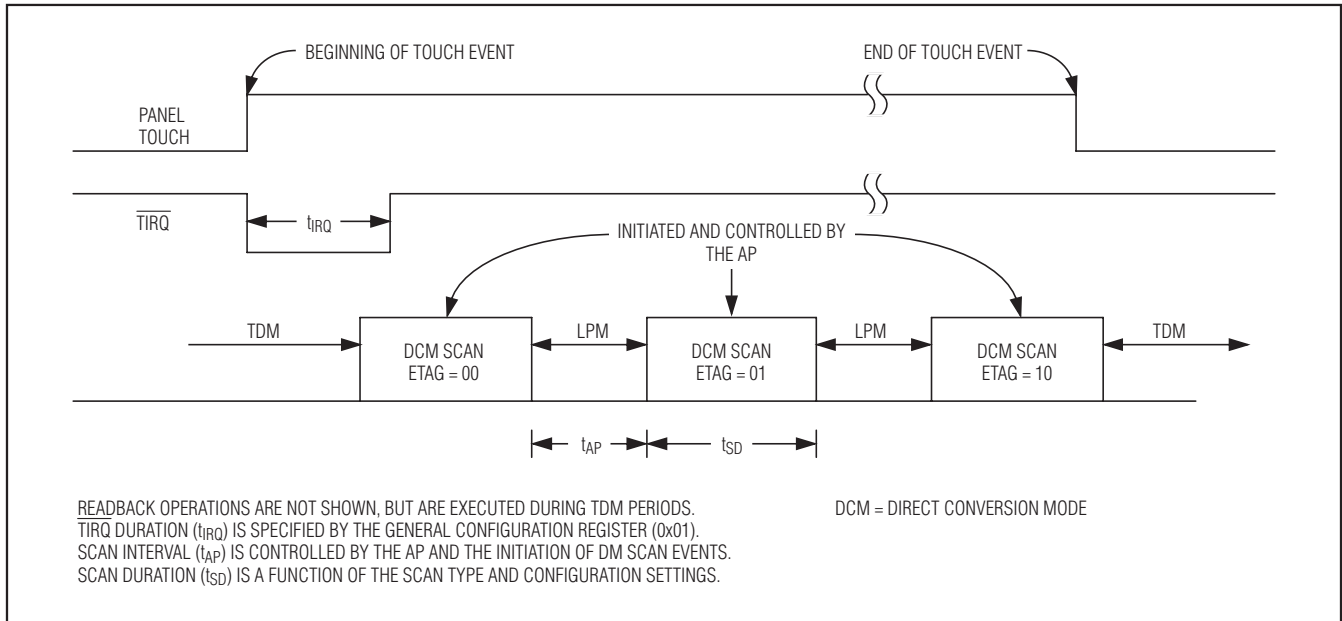 BEGINNING OF TOUCH EVENT
END OF TOUCH EVENT
PANEL
TOUCH
TIRQ
tIRQ
INITIATED AND CONTROLLED BY
THE AP
TDM
DCM SCAN
ETAG = 00
LPM
DCM SCAN
ETAG = 01
LPM
DCM SCAN
ETAG = 10
TDM
tAP
tSD
READBACK OPERATIONS ARE NOT SHOWN, BUT ARE EXECUTED DURING TDM PERIODS.
TIRQ DURATION (tIRQ) IS SPECIFIED BY THE GENERAL CONFIGURATION REGISTER (0x01).
SCAN INTERVAL (tAP) IS CONTROLLED BY THE AP AND THE INITIATION OF DM SCAN EVENTS.
SCAN DURATION (tSD) IS A FUNCTION OF THE SCAN TYPE AND CONFIGURATION SETTINGS.
DCM = DIRECT CONVERSION MODE